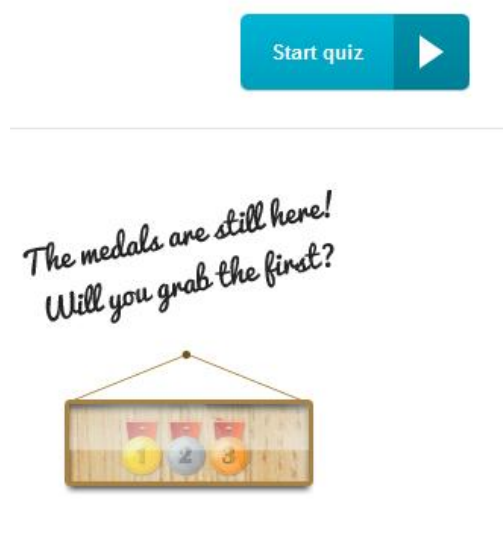 Start quiz
The medals are still here!
Will you grab the first?
1 2 3